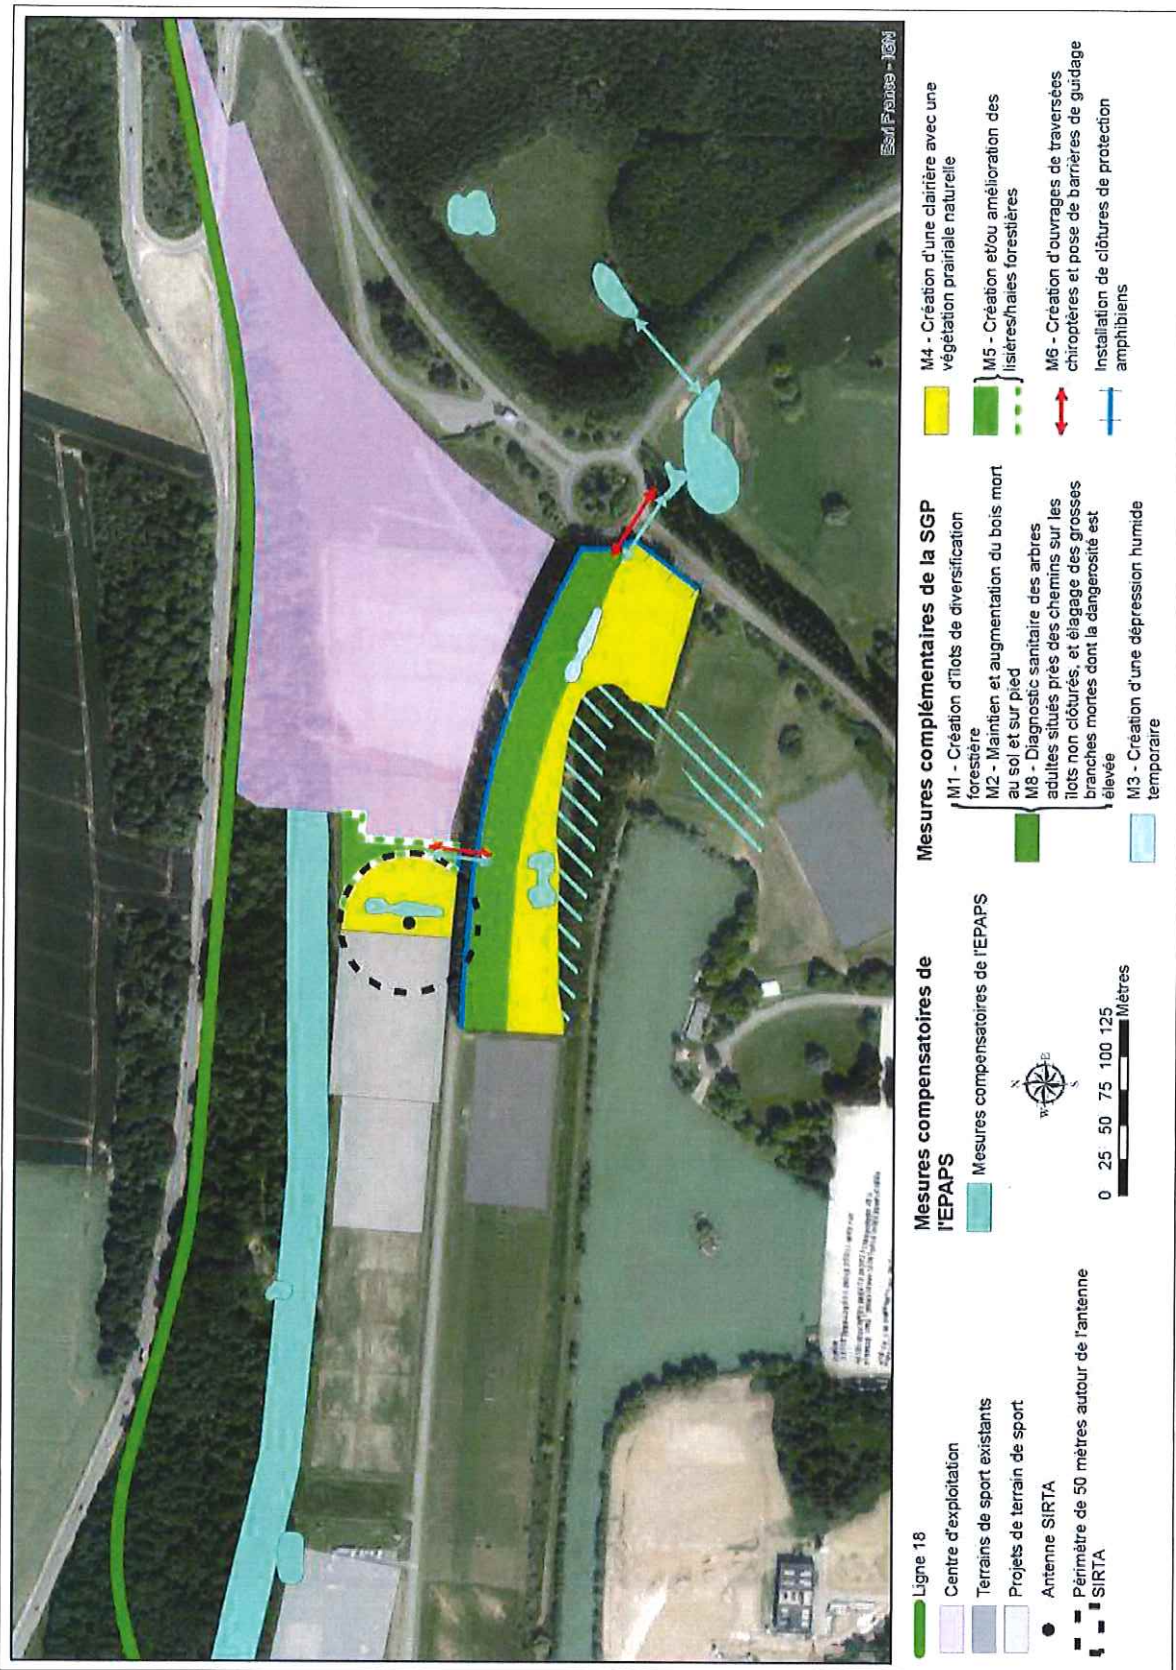 Esri France - IGN
Ligne 18
Centre d'exploitation
Terrains de sport existants
Projets de terrain de sport
Antenne SIRTA
Périmètre de 50 mètres autour de l'antenne
SIRTA
Mesures compensatoires de
l'EPAPS
Mesures compensatoires de l'EPAPS
N
W
E
S
0 25 50 75 100 125
Mètres
Mesures complémentaires de la SGP
M1 - Création d'îlots de diversification
forestière
M2 - Maintien et augmentation du bois mort
au sol et sur pied
M8 - Diagnostic sanitaire des arbres
adultes situés près des chemins sur les
îlots non clôturés, et élagage des grosses
branches mortes dont la dangerosité est
élevée
M3 - Création d'une dépression humide
temporaire
M4 - Création d'une clairière avec une
végétation prairiale naturelle
M5 - Création et/ou amélioration des
lisières/haies forestières
M6 - Création d'ouvrages de traversées
chiroptères et pose de barrières de guidage
Installation de clôtures de protection
amphibiens